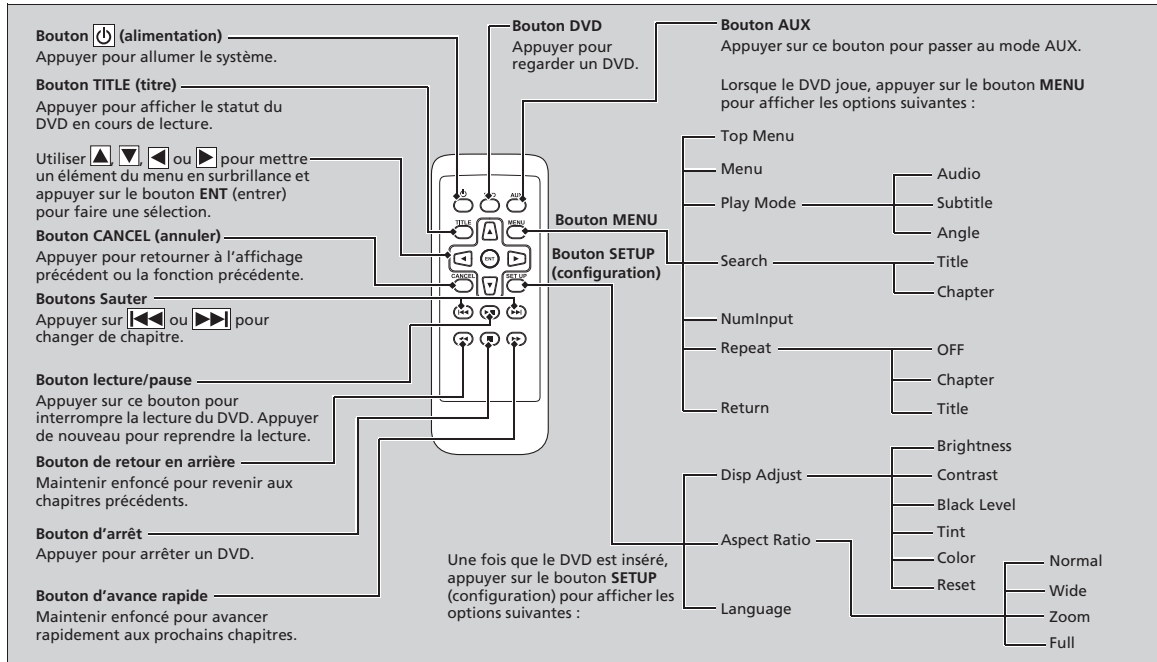 Bouton (alimentation)
Appuyer pour allumer le système.
Bouton TITLE (titre)
Appuyer pour afficher le statut du
DVD en cours de lecture.
Utiliser ▲, ▼, ◀ ou ▶ pour mettre
un élément du menu en surbrillance et
appuyer sur le bouton ENT (entrer)
pour faire une sélection.
Bouton CANCEL (annuler)
Appuyer pour retourner à l'affichage
précédent ou la fonction précédente.
Boutons Sauter
Appuyer sur |◀◀ ou ▶▶| pour
changer de chapitre.
Bouton lecture/pause
Appuyer sur ce bouton pour
interrompre la lecture du DVD. Appuyer
de nouveau pour reprendre la lecture.
Bouton de retour en arrière
Maintenir enfoncé pour revenir aux
chapitres précédents.
Bouton d'arrêt
Appuyer pour arrêter un DVD.
Bouton d'avance rapide
Maintenir enfoncé pour avancer
rapidement aux prochains chapitres.
Bouton DVD
Appuyer pour
regarder un DVD.
TITLE
MENU
ENT
CANCEL
SET UP
Bouton MENU
Bouton SETUP
(configuration)
Bouton AUX
Appuyer sur ce bouton pour passer au mode AUX.
Lorsque le DVD joue, appuyer sur le bouton MENU
pour afficher les options suivantes :
Top Menu
Menu
Play Mode
Audio
Subtitle
Angle
Search
Title
Chapter
NumInput
Repeat
OFF
Chapter
Title
Return
Une fois que le DVD est inséré,
appuyer sur le bouton SETUP
(configuration) pour afficher les
options suivantes :
Disp Adjust
Brightness
Contrast
Black Level
Tint
Color
Reset
Aspect Ratio
Normal
Wide
Zoom
Full
Language